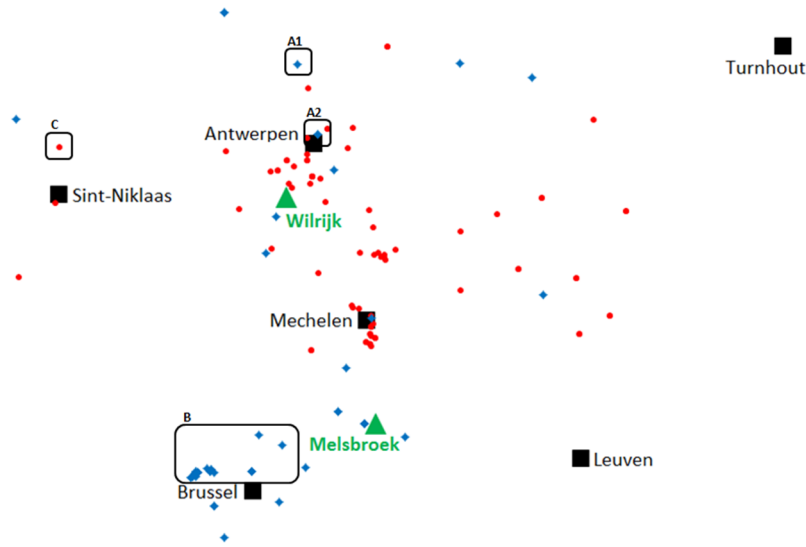 A1
Turnhout
A2
C
Antwerpen
Sint-Niklaas
Wilrijk
Mechelen
B
Melsbroek
Leuven
Brussel